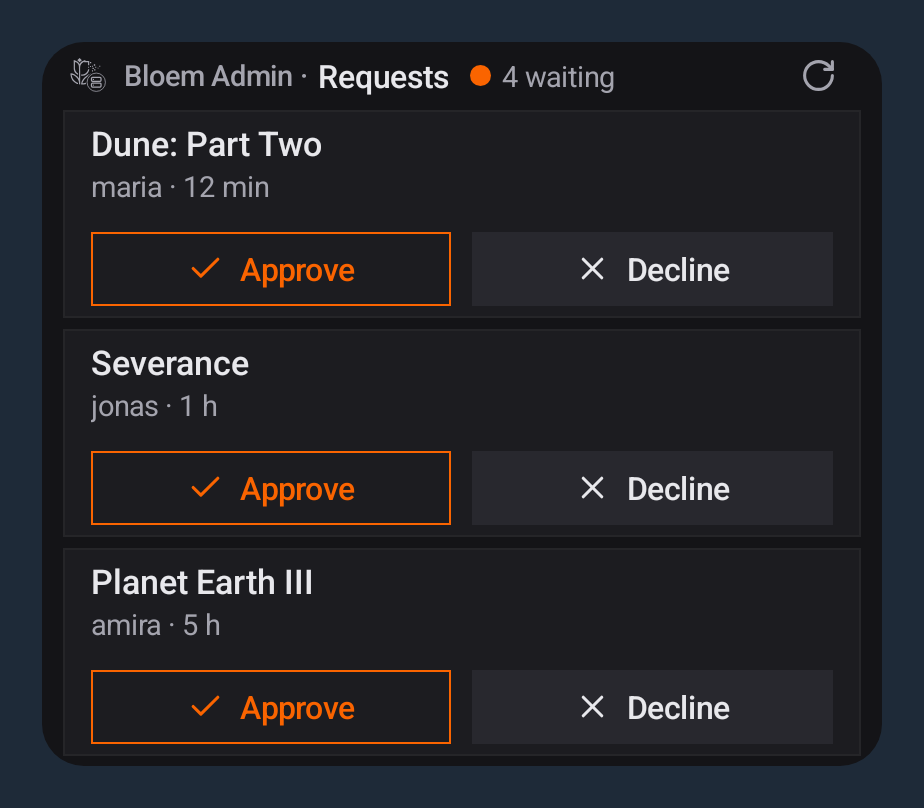 Bloem Admin · Requests 4 waiting
Dune: Part Two
maria · 12 min
Approve Decline
Severance
jonas · 1 h
Approve Decline
Planet Earth III
amira · 5 h
Approve Decline